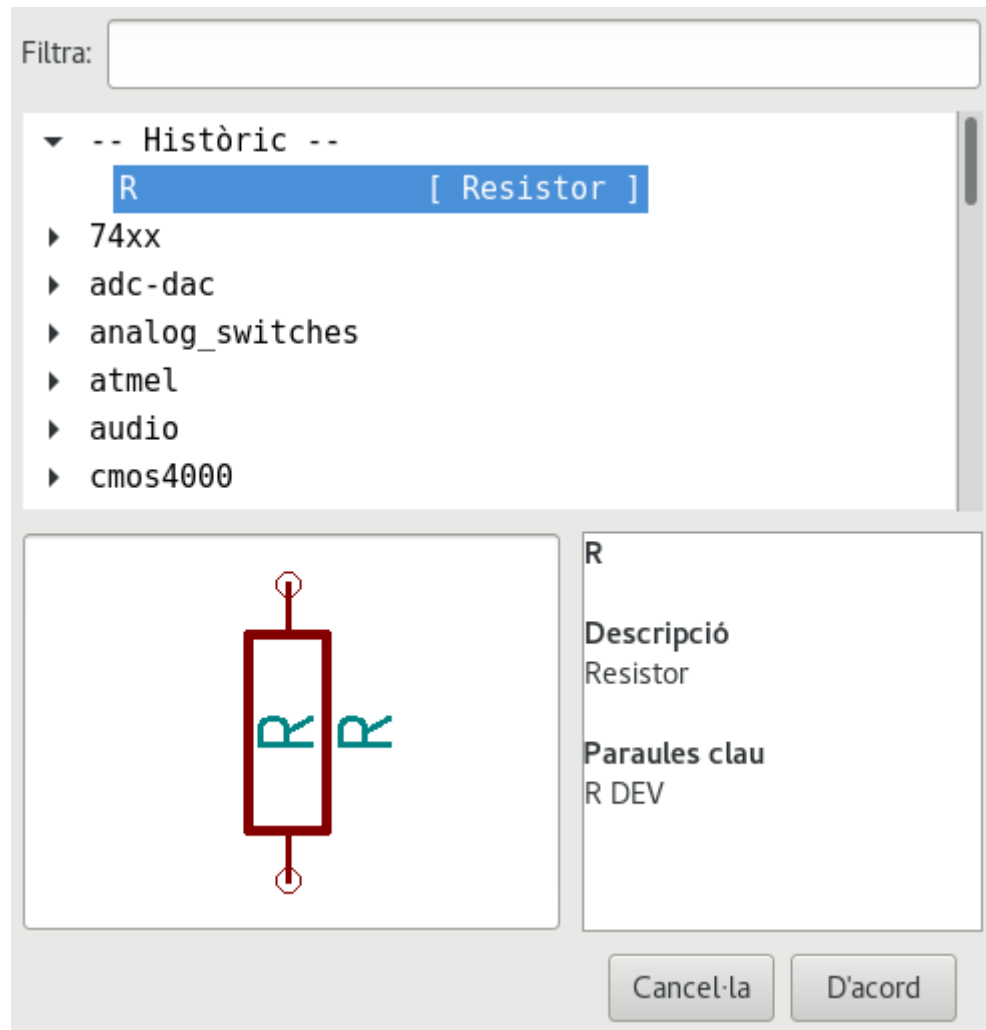 Filtra:
-- Històric --
R [ Resistor ]
74xx
adc-dac
analog_switches
atmel
audio
cmos4000
R R
R
Descripció
Resistor
Paraules clau
R DEV
Cancel·la D'acord